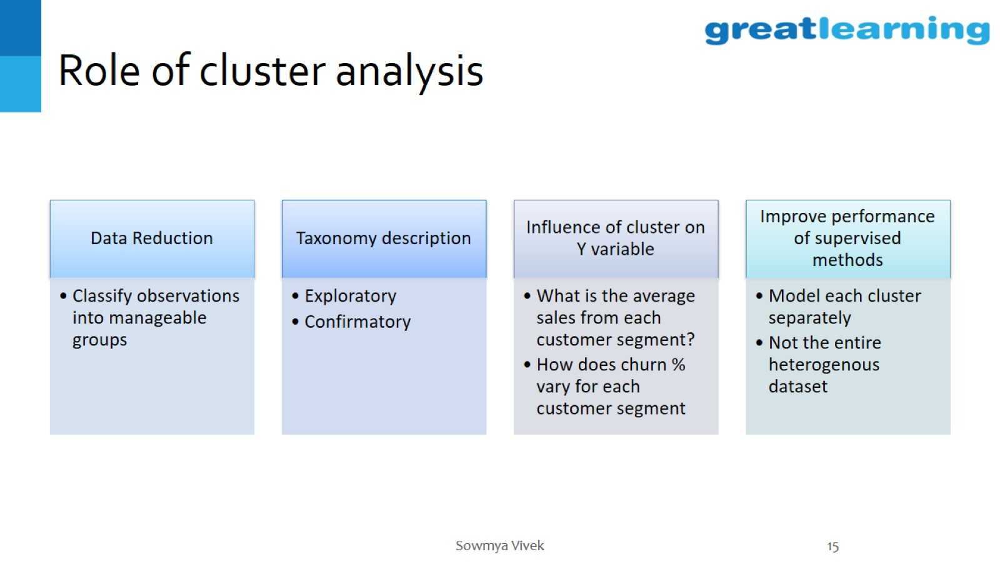 greatlearning
Role of cluster analysis
Data Reduction
• Classify observations
into manageable
groups
Taxonomy description
• Exploratory
• Confirmatory
Influence of cluster on
Y variable
• What is the average
sales from each
customer segment?
• How does churn %
vary for each
customer segment
Improve performance
of supervised
methods
• Model each cluster
separately
• Not the entire
heterogenous
dataset
Sowmya Vivek
15